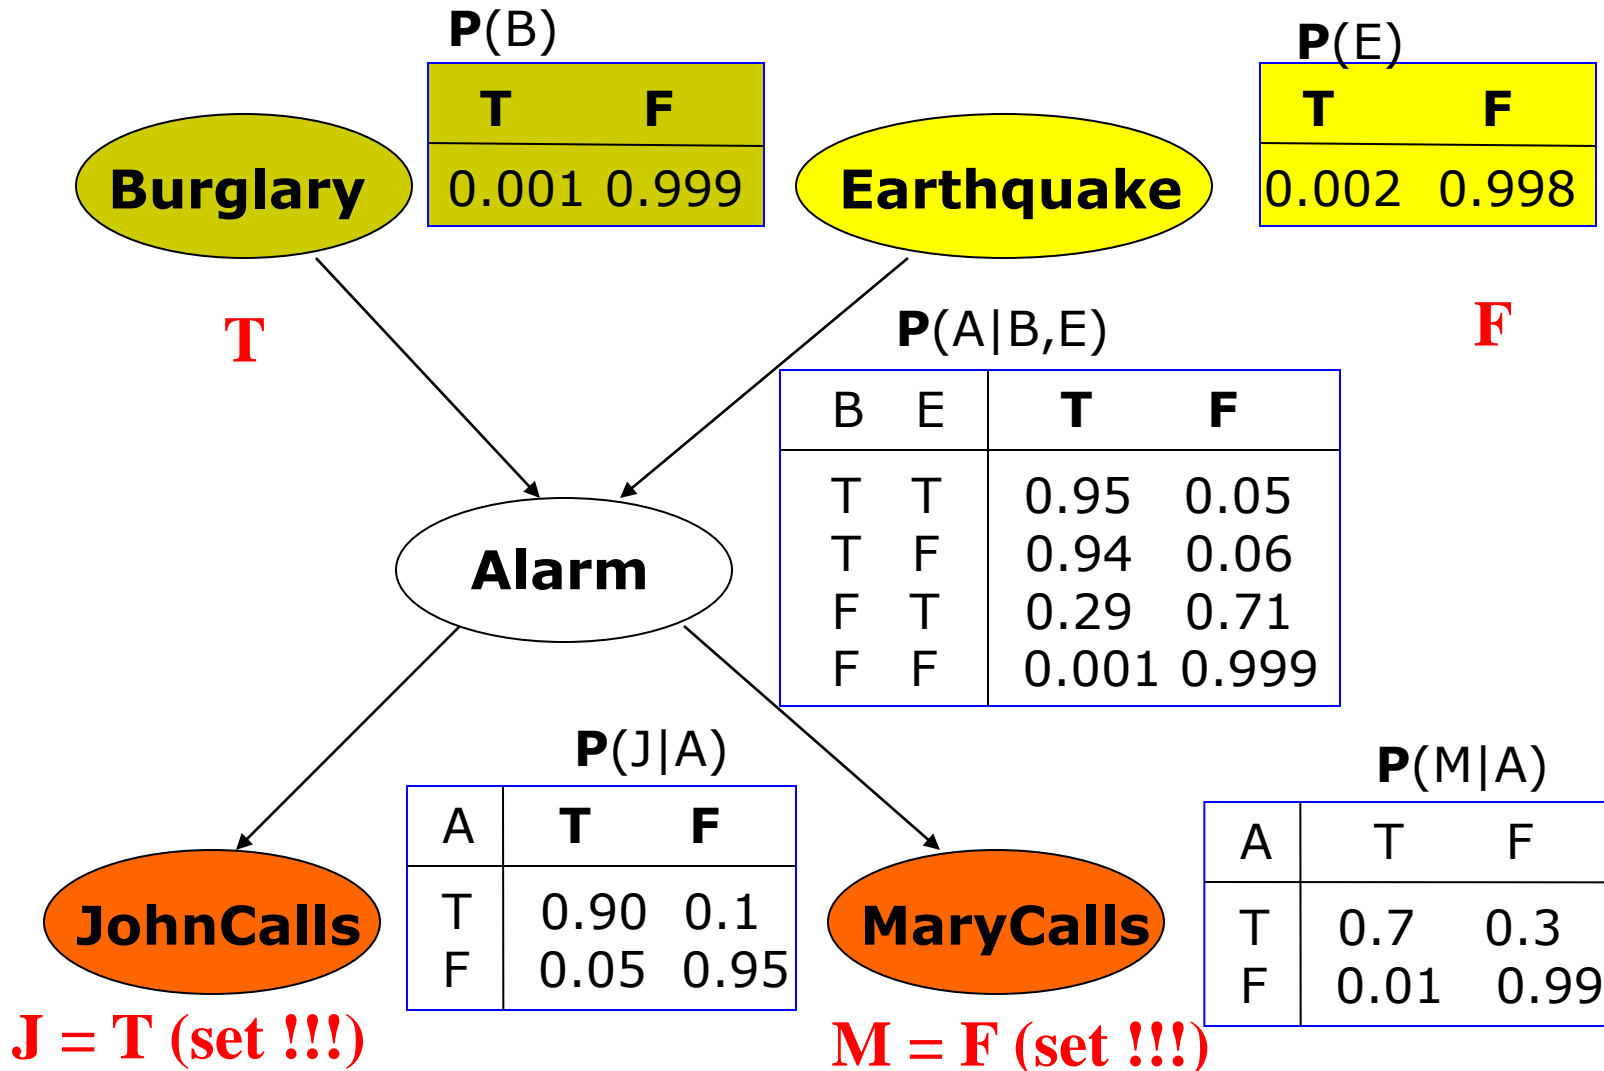 P(B)
T F
0.001 0.999
Burglary
P(E)
T F
0.002 0.998
Earthquake
T
F
P(A|B,E)
B E T F
T T 0.95 0.05
T F 0.94 0.06
F T 0.29 0.71
F F 0.001 0.999
Alarm
P(J|A)
A T F
T 0.90 0.1
F 0.05 0.95
JohnCalls
J = T (set !!!)
P(M|A)
A T F
T 0.7 0.3
F 0.01 0.99
MaryCalls
M = F (set !!!)